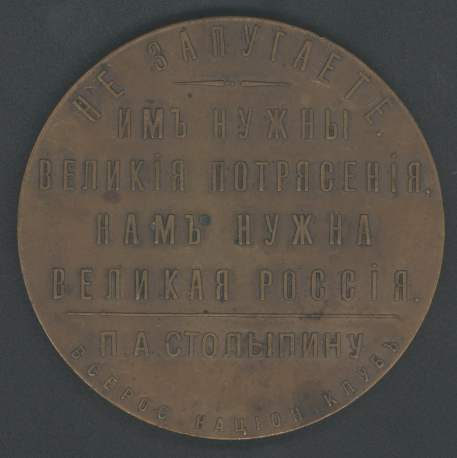 НЕ ЗАПУГАЕТЕ.
ИМЪ НУЖНЫ
ВЕЛИКІЯ ПОТРЯСЕНІЯ,
НАМЪ НУЖНА
ВЕЛИКАЯ РОССІЯ.
П.А.СТОЛЫПИНУ
ВСЕРОС. НАЦІОН. КЛУБЪ